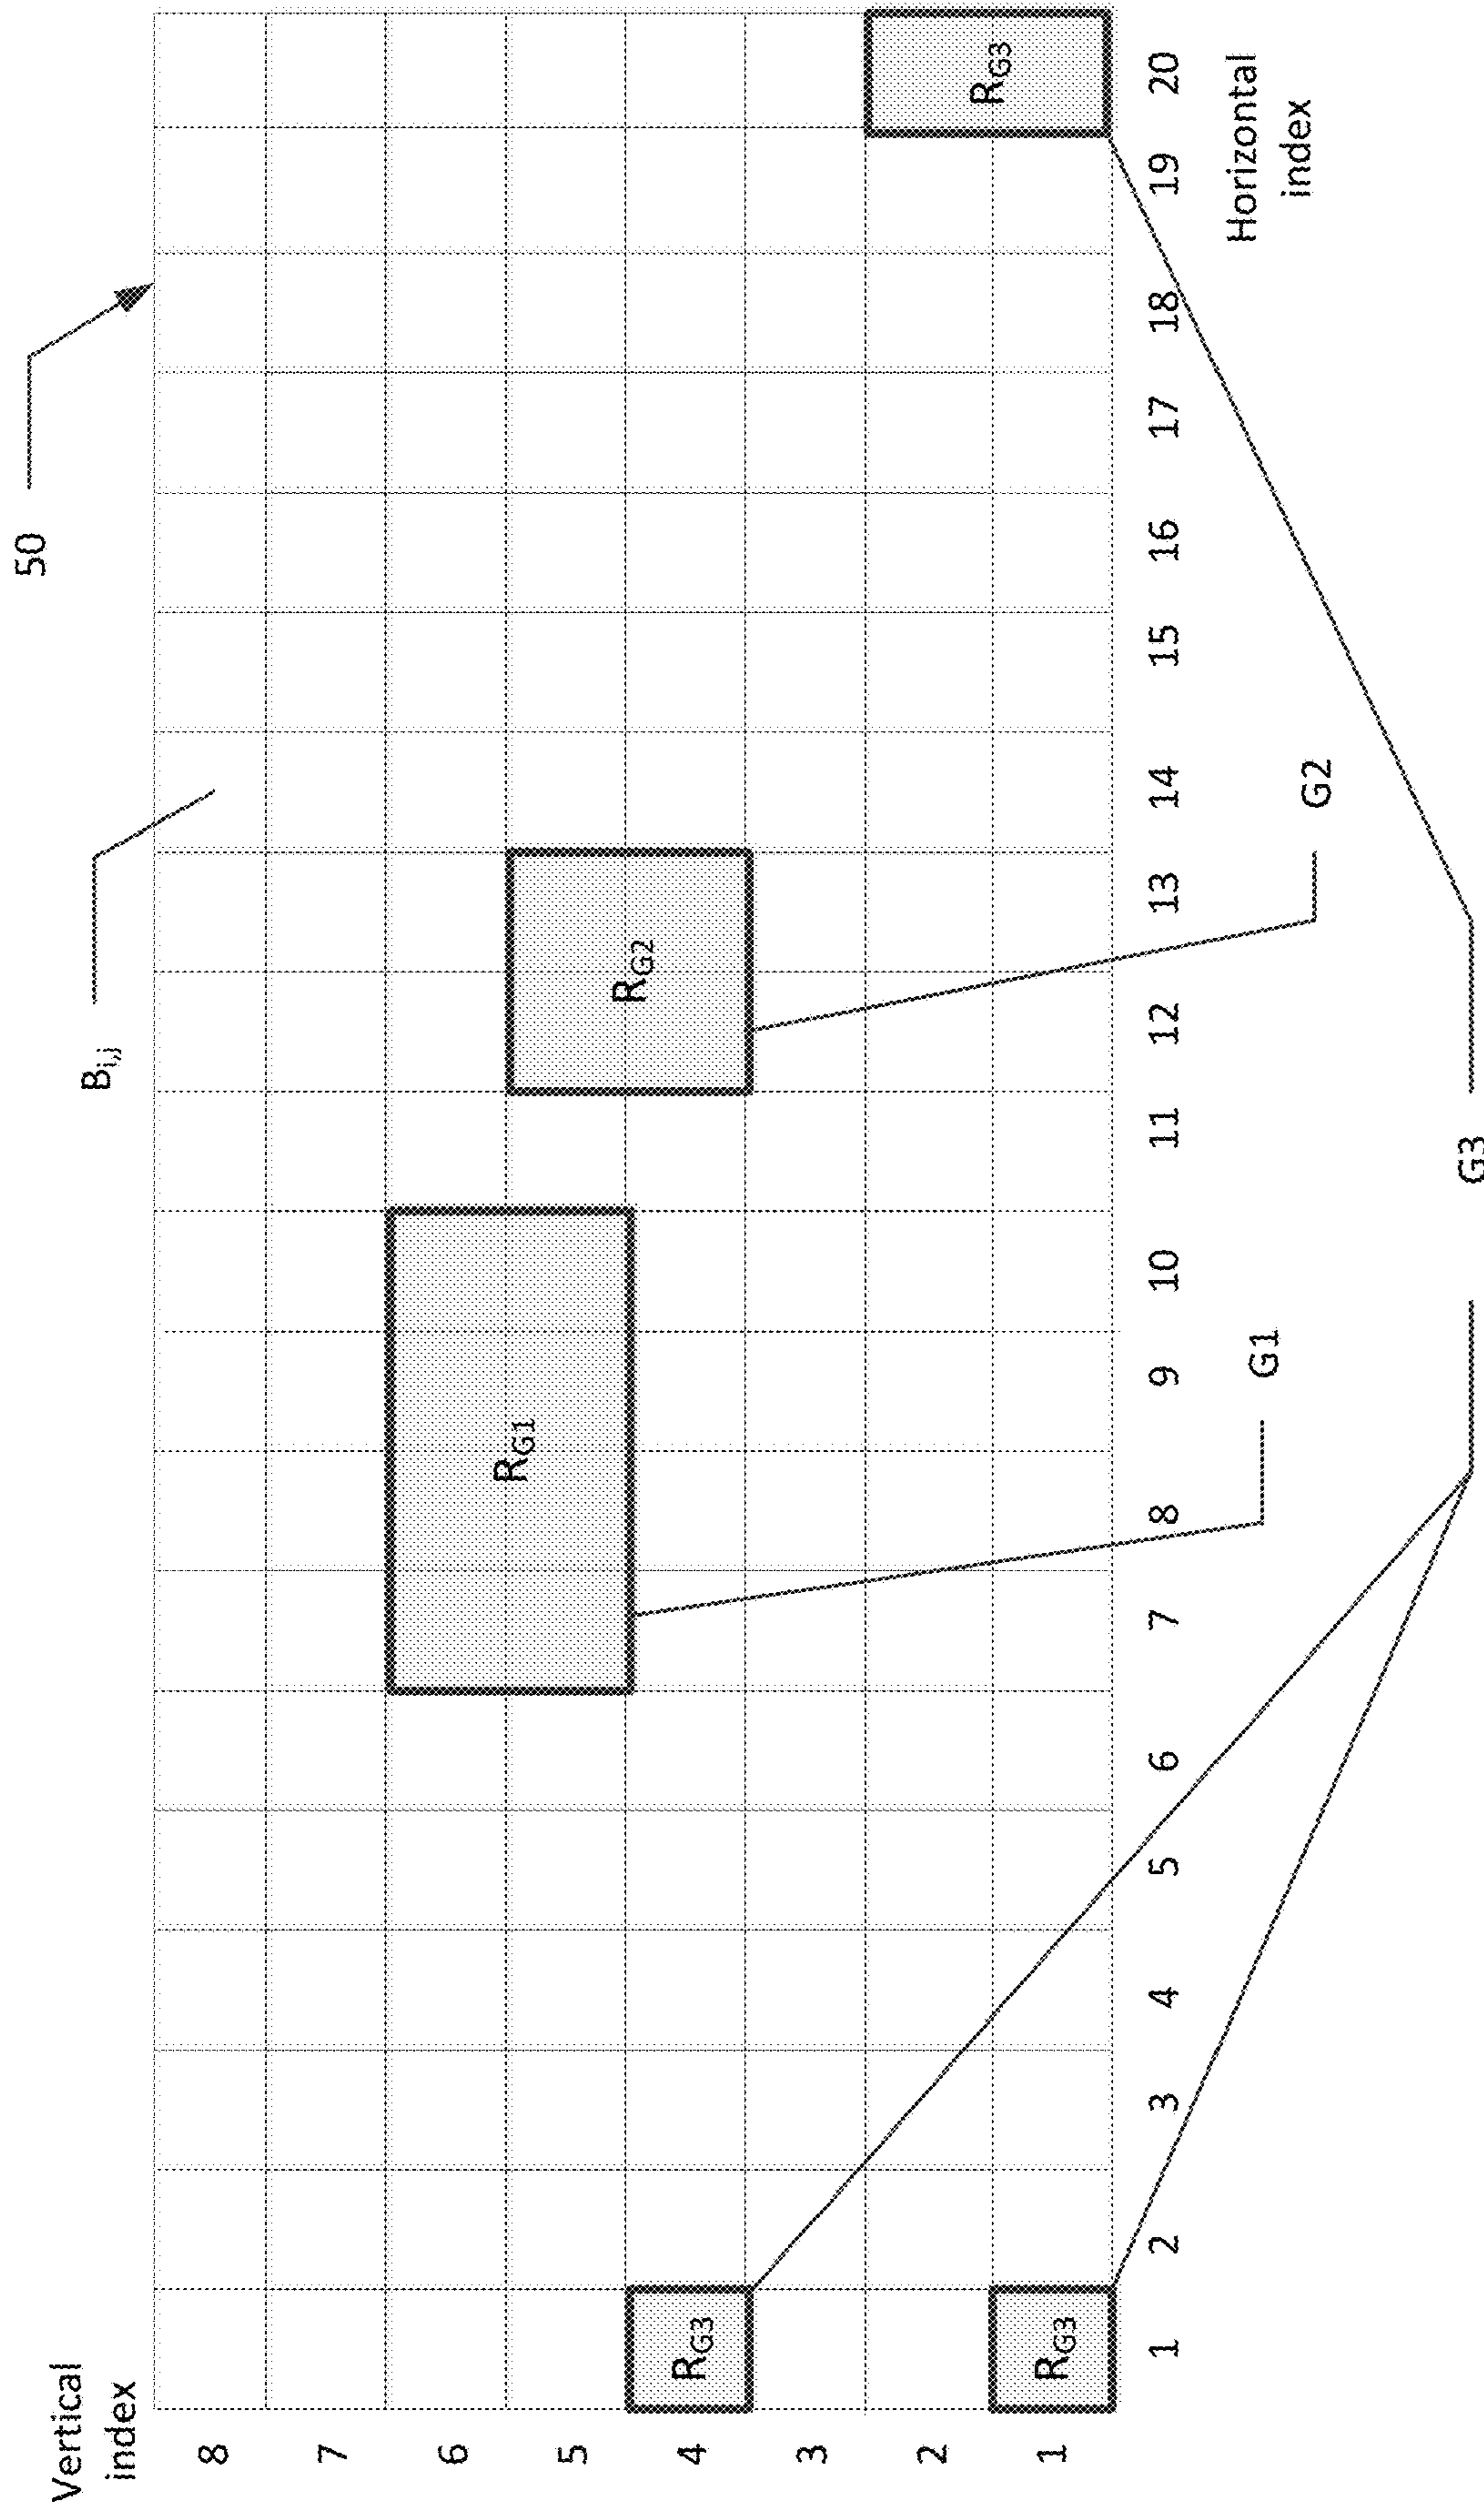 50
B_i,j
Vertical
index
8
7
6
5
4
3
2
1
R_G1
R_G2
R_G3
R_G3
R_G3
1 2 3 4 5 6 7 8 9 10 11 12 13 14 15 16 17 18 19 20
Horizontal
index
G1
G2
G3